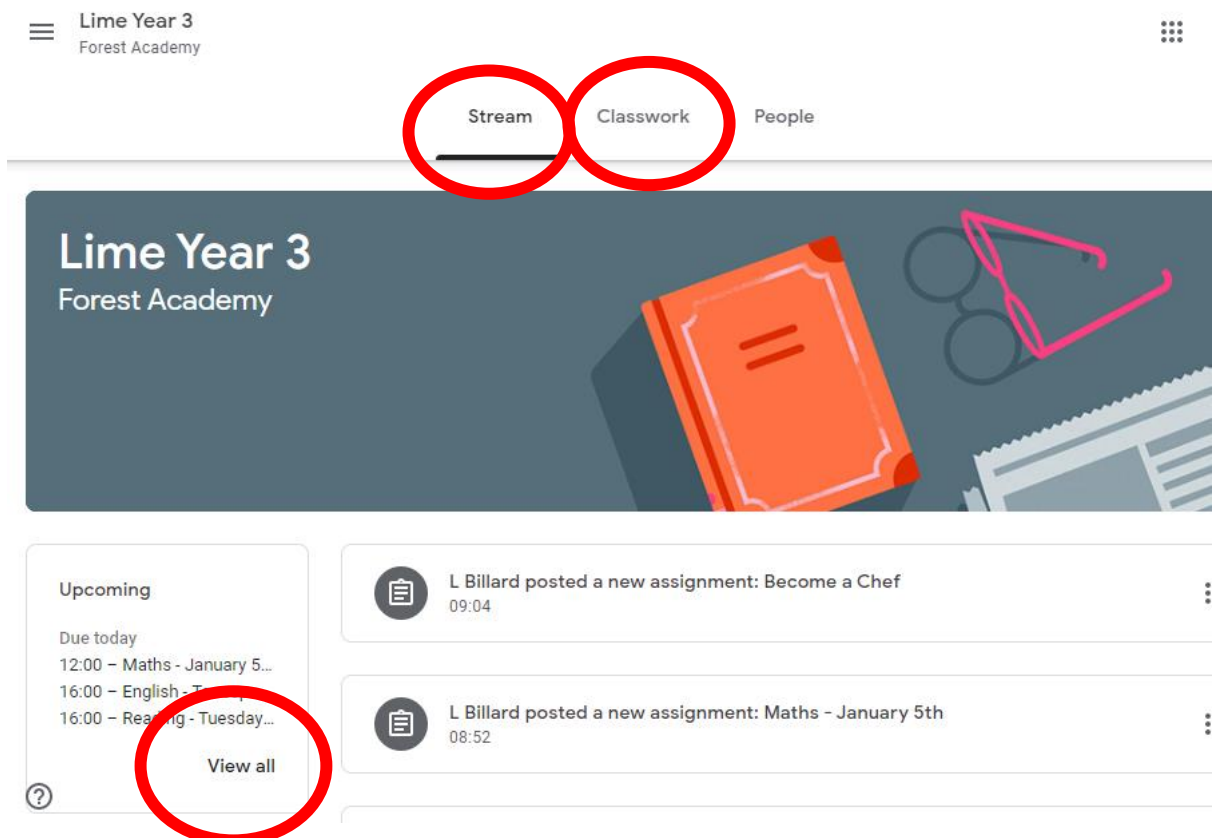 Lime Year 3
Forest Academy
Stream Classwork People
Lime Year 3
Forest Academy
Upcoming
Due today
12:00 – Maths - January 5...
16:00 – English -
16:00 – Reading - Tuesday...
View all
L Billard posted a new assignment: Become a Chef
09:04
L Billard posted a new assignment: Maths - January 5th
08:52